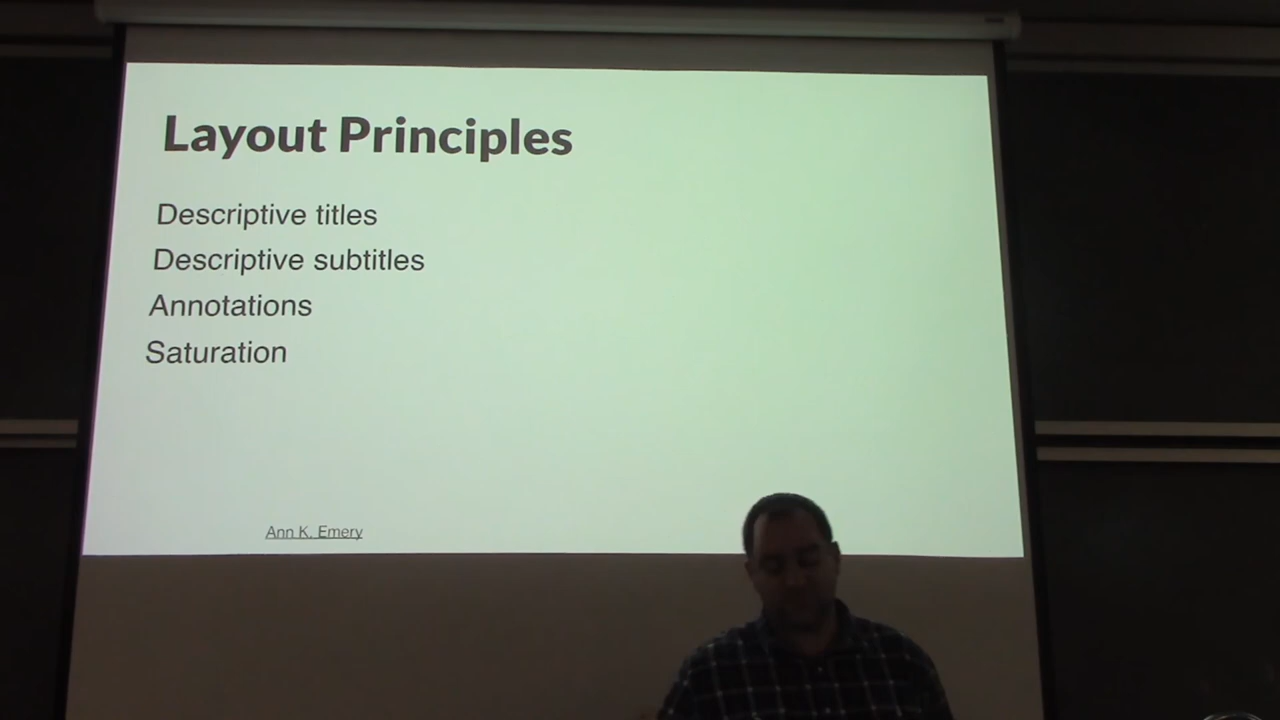 Layout Principles
Descriptive titles
Descriptive subtitles
Annotations
Saturation
Ann K. Emery